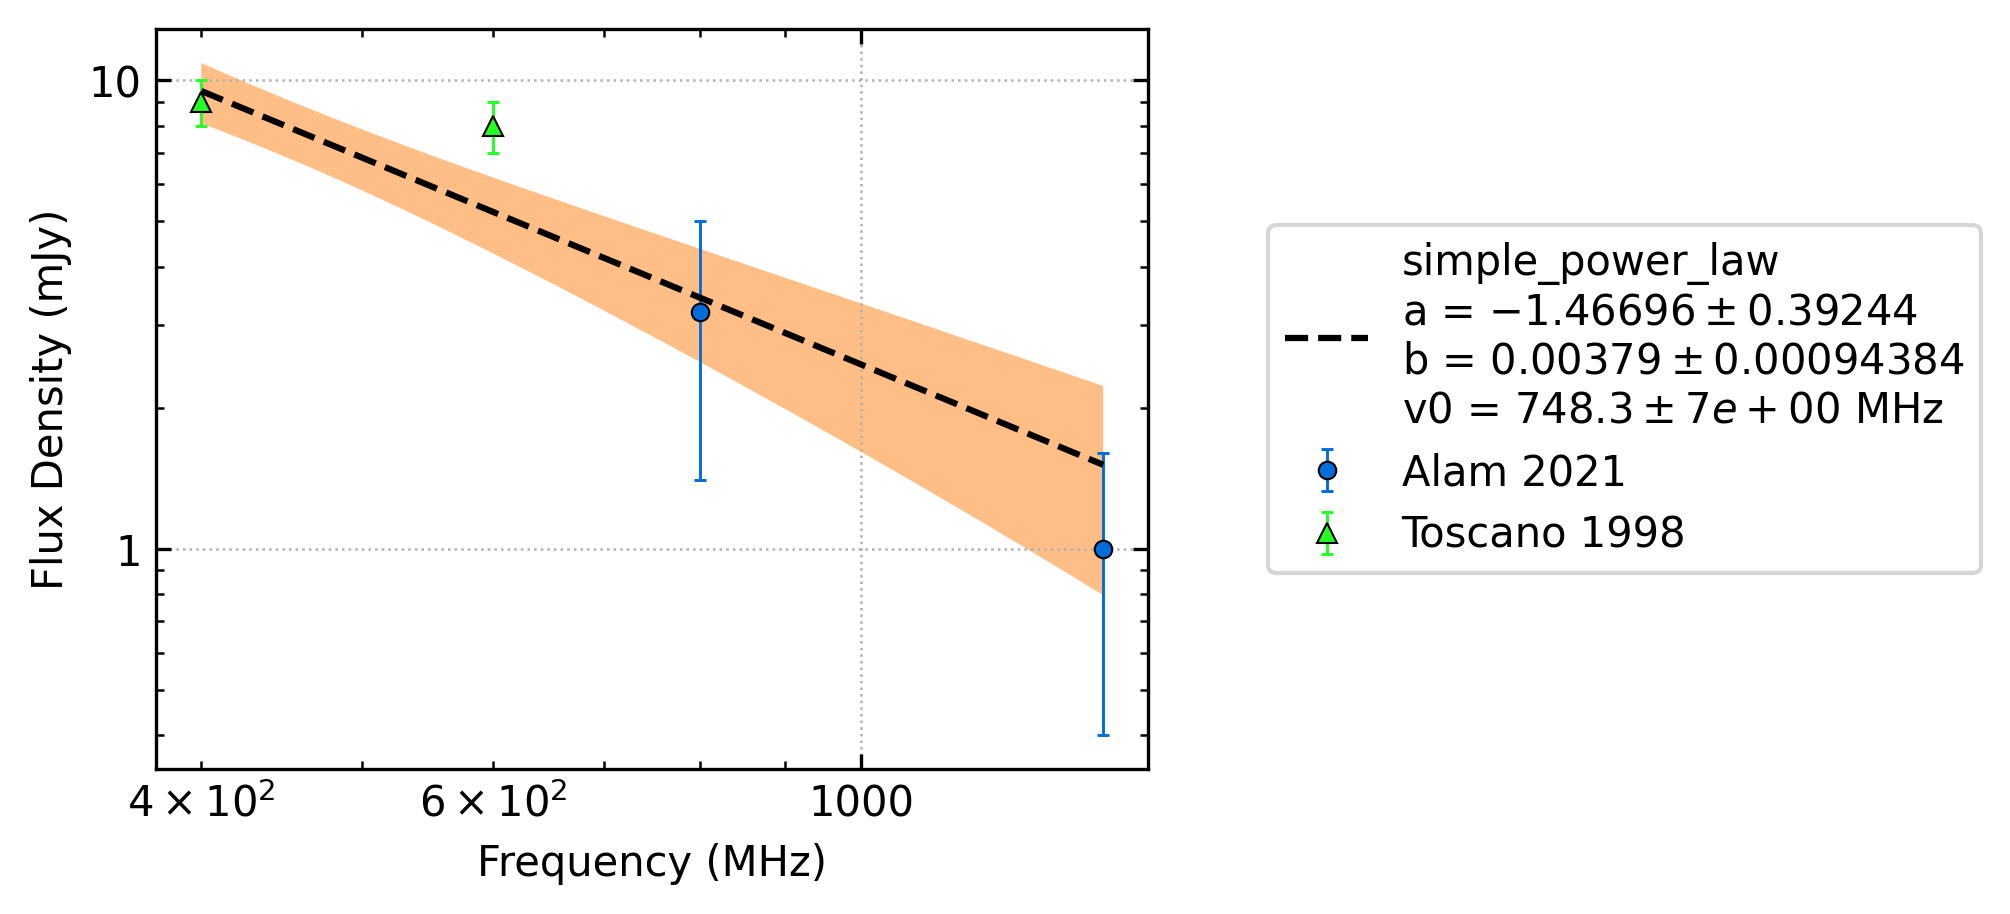 10
1
Flux Density (mJy)
4 × 10²
6 × 10²
1000
Frequency (MHz)
simple_power_law
a = −1.46696 ± 0.39244
b = 0.00379 ± 0.00094384
v0 = 748.3 ± 7e + 00 MHz
Alam 2021
Toscano 1998